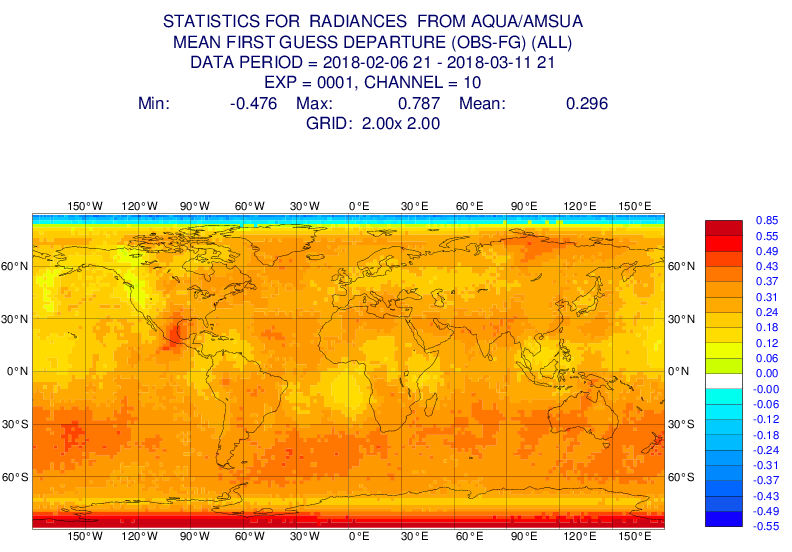 STATISTICS FOR RADIANCES FROM AQUA/AMSUA
MEAN FIRST GUESS DEPARTURE (OBS-FG) (ALL)
DATA PERIOD = 2018-02-06 21 - 2018-03-11 21
EXP = 0001, CHANNEL = 10
Min: -0.476 Max: 0.787 Mean: 0.296
GRID: 2.00x 2.00
150°W 120°W 90°W 60°W 30°W 0°E 30°E 60°E 90°E 120°E 150°E
60°N 60°N
30°N 30°N
0°N 0°N
30°S 30°S
60°S 60°S
150°W 120°W 90°W 60°W 30°W 0°E 30°E 60°E 90°E 120°E 150°E
0.85
0.55
0.49
0.43
0.37
0.31
0.24
0.18
0.12
0.06
0.00
-0.00
-0.06
-0.12
-0.18
-0.24
-0.31
-0.37
-0.43
-0.49
-0.55